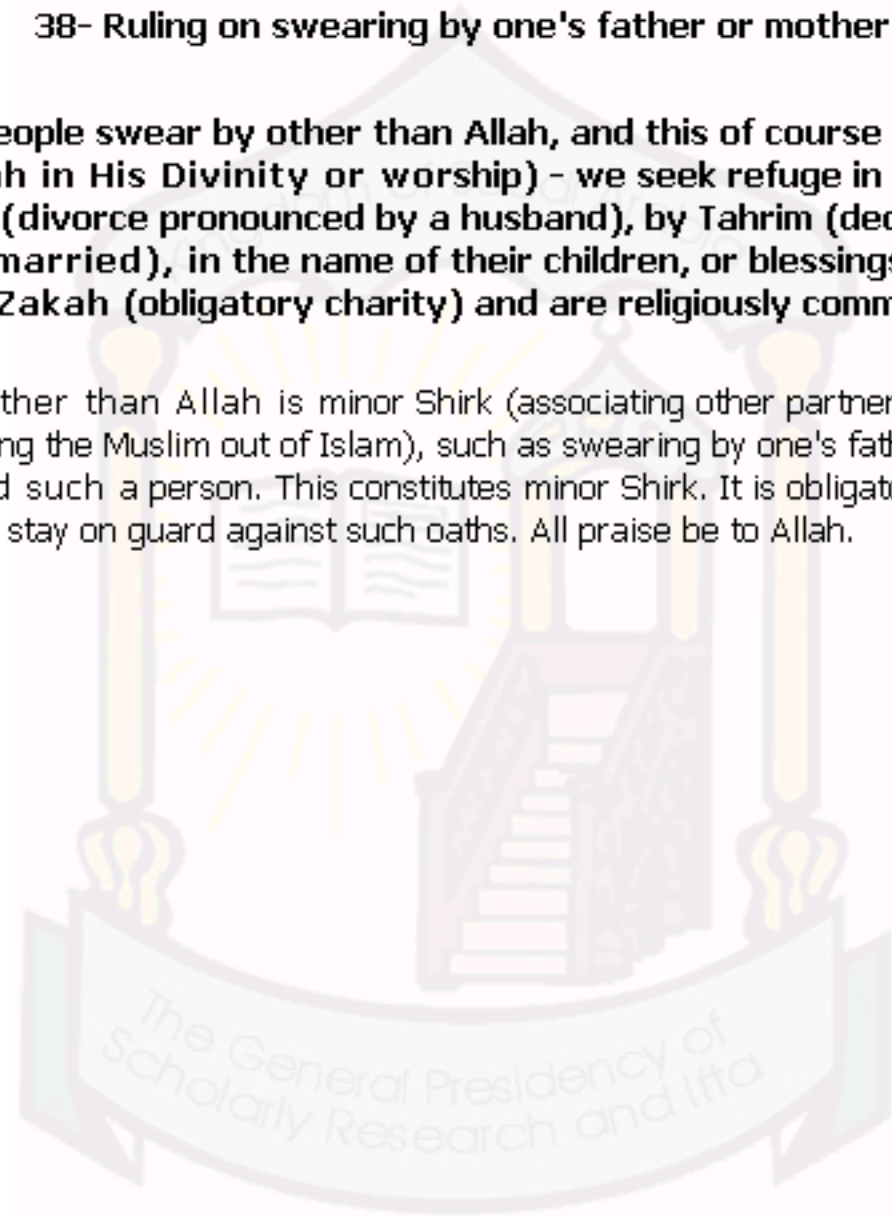 38- Ruling on swearing by one's father or mother
eople swear by other than Allah, and this of course
h in His Divinity or worship) - we seek refuge in
(divorce pronounced by a husband), by Tahrim (dec
married), in the name of their children, or blessings
Zakah (obligatory charity) and are religiously comm
ther than Allah is minor Shirk (associating other partner
ng the Muslim out of Islam), such as swearing by one's fath
d such a person. This constitutes minor Shirk. It is obligato
stay on guard against such oaths. All praise be to Allah.
Kingdom of Saudi Arabia
The General Presidency of
Scholarly Research and Ifta